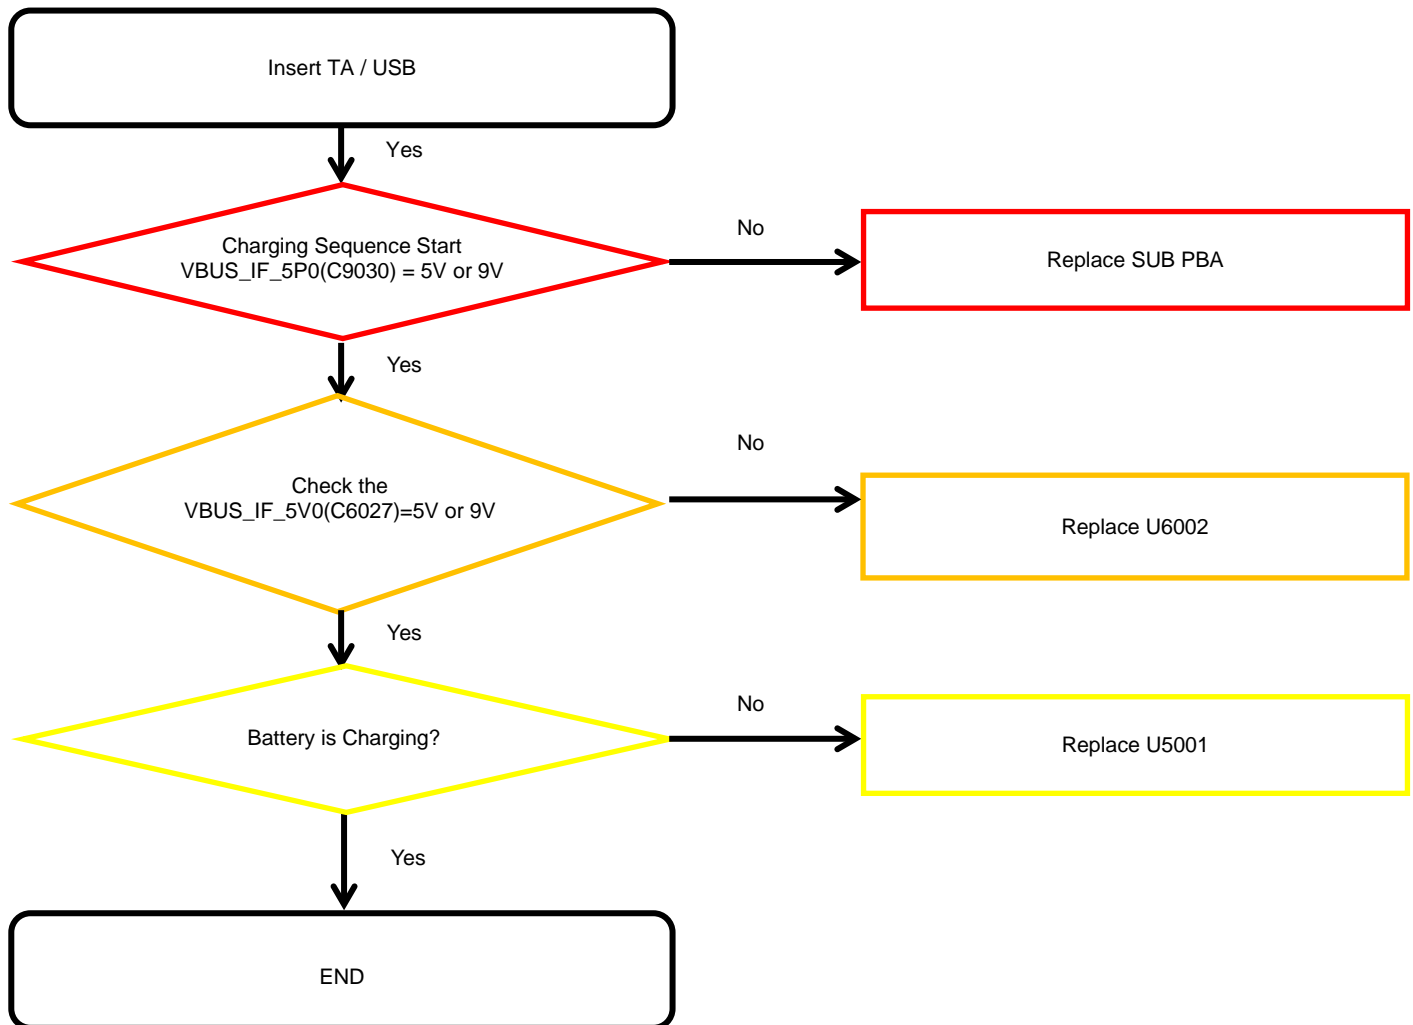 Insert TA / USB
Yes
Charging Sequence Start
VBUS_IF_5P0(C9030) = 5V or 9V
No
Replace SUB PBA
Yes
Check the
VBUS_IF_5V0(C6027)=5V or 9V
No
Replace U6002
Yes
Battery is Charging?
No
Replace U5001
Yes
END